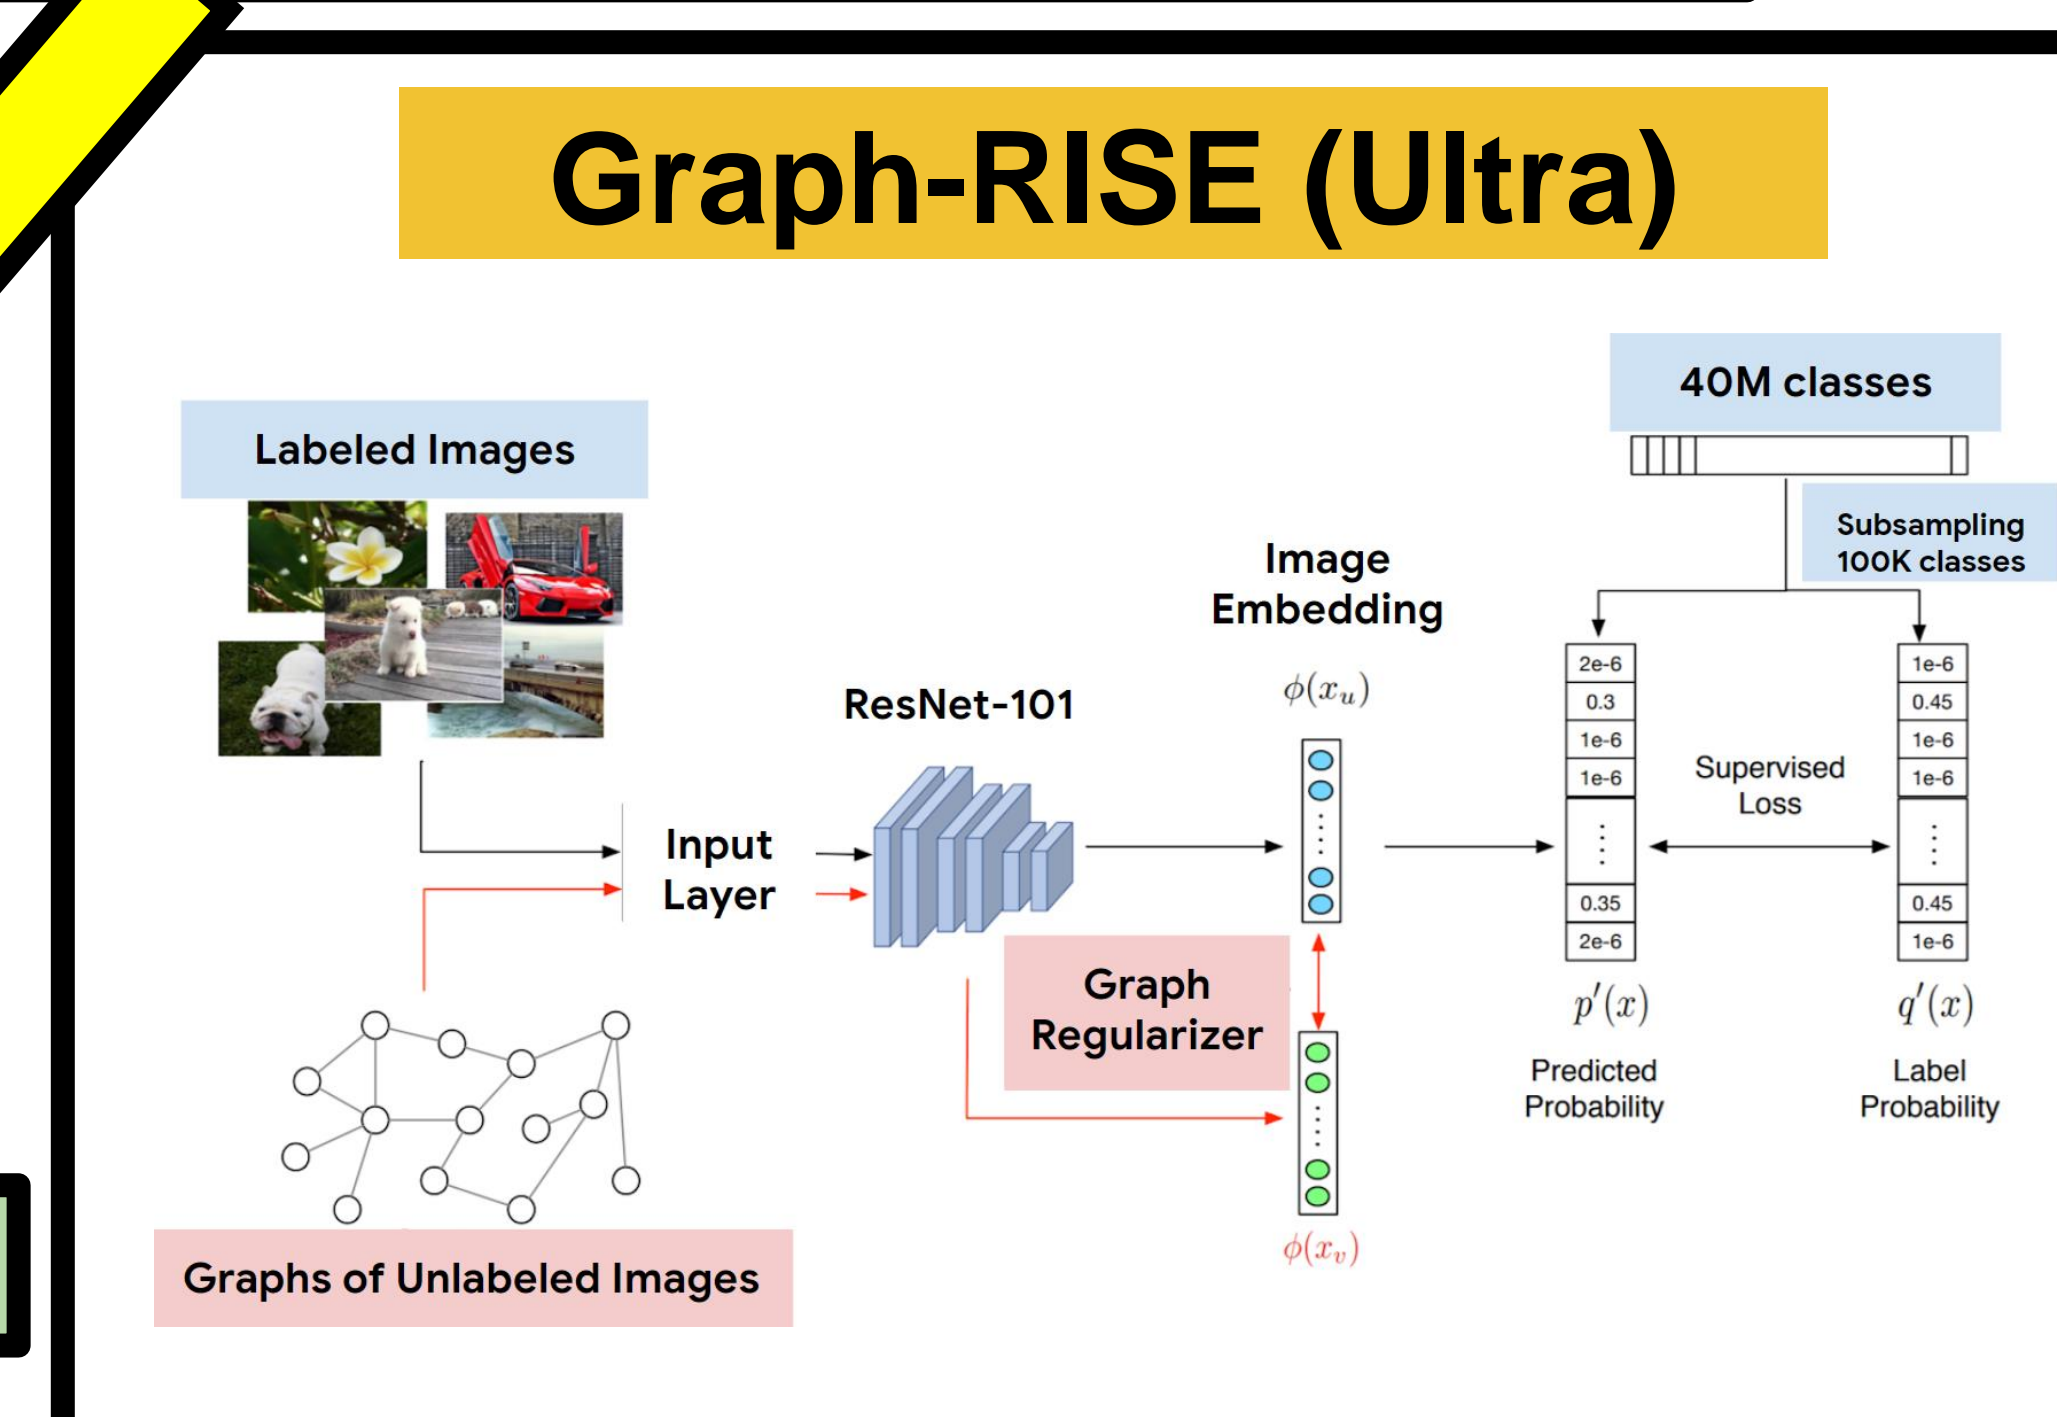 Graph-RISE (Ultra)
40M classes
Labeled Images
Subsampling
100K classes
Image
Embedding
ϕ(x_u)
ResNet-101
Input
Layer
2e-6
0.3
1e-6
1e-6
0.35
2e-6
p′(x)
Predicted
Probability
Supervised
Loss
1e-6
0.45
1e-6
1e-6
0.45
1e-6
q′(x)
Label
Probability
Graph
Regularizer
ϕ(x_v)
Graphs of Unlabeled Images